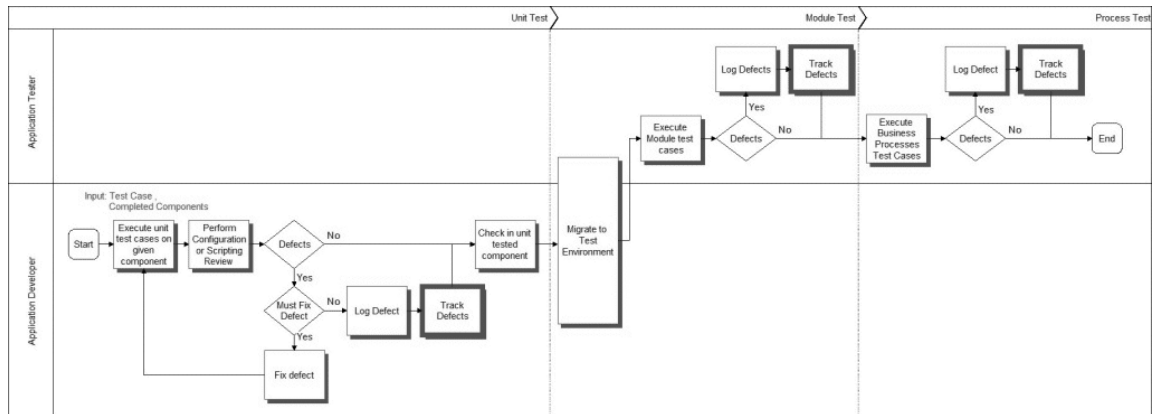 Unit Test
Module Test
Process Test
Application Tester
Log Defects
Track
Defects
Yes
Execute
Module test
cases
Defects
No
Log Defect
Track
Defects
Yes
Execute
Business
Processes
Test Cases
Defects
No
End
Application Developer
Input: Test Case ,
Completed Components
Start
Execute unit
test cases on
given
component
Perform
Configuration
or Scripting
Review
Defects
No
Yes
Must Fix
Defect
No
Log Defect
Track
Defects
Yes
Fix defect
Check in unit
tested
component
Migrate to
Test
Environment